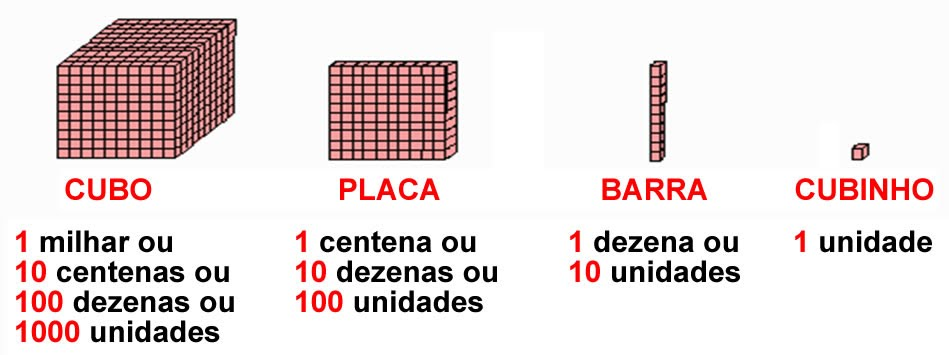 CUBO
1 milhar ou
10 centenas ou
100 dezenas ou
1000 unidades
PLACA
1 centena ou
10 dezenas ou
100 unidades
BARRA
1 dezena ou
10 unidades
CUBINHO
1 unidade